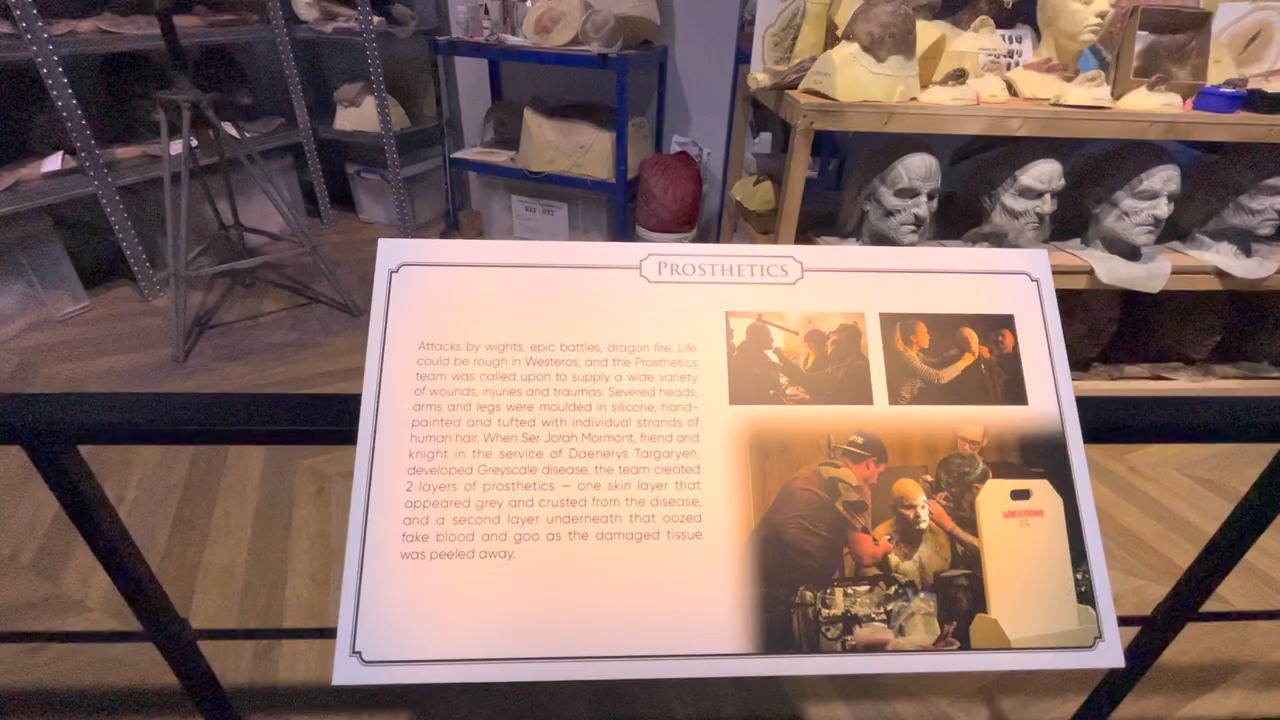 PROSTHETICS
Attacks by wights, epic battles, dragon fire. Life
could be rough in Westeros, and the Prosthetics
team was called upon to supply a wide variety
of wounds, injuries and traumas. Severed heads,
arms and legs were moulded in silicone, hand-
painted and tufted with individual strands of
human hair. When Ser Jorah Mormont, friend and
knight in the service of Daenerys Targaryen,
developed Greyscale disease, the team created
2 layers of prosthetics – one skin layer that
appeared grey and crusted from the disease,
and a second layer underneath that oozed
fake blood and goo as the damaged tissue
was peeled away.